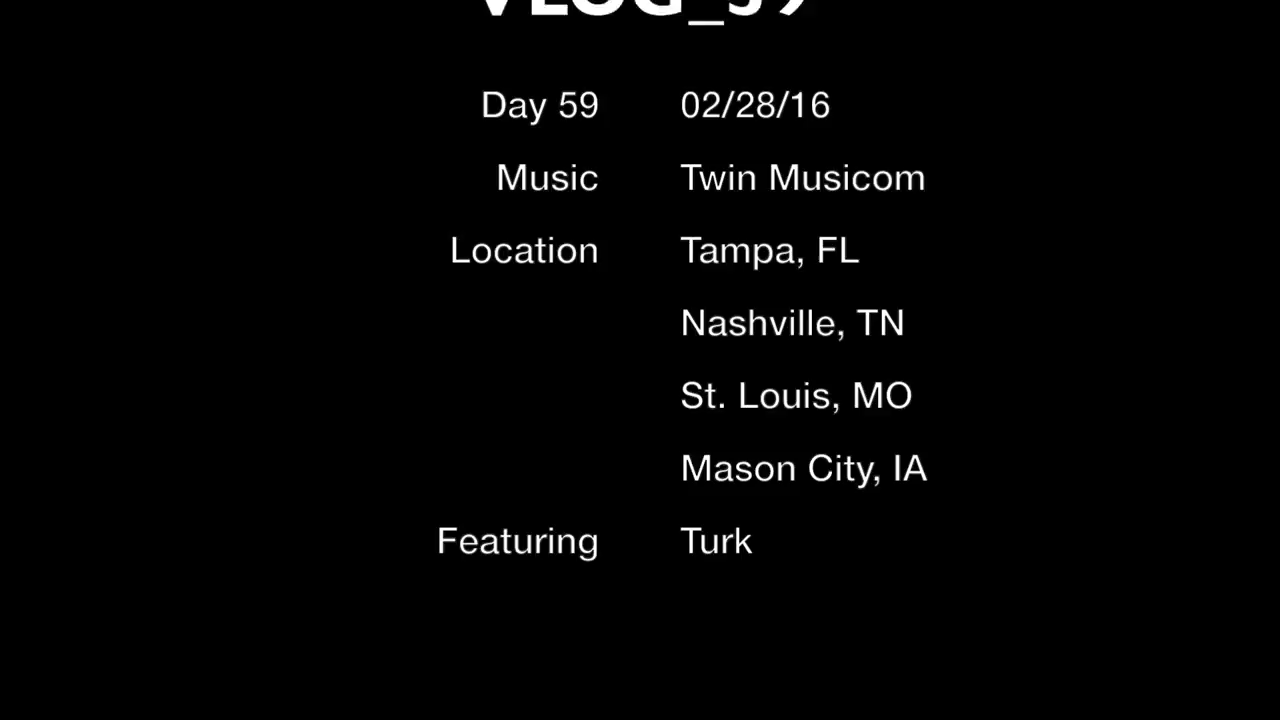 VLOG_59
Day 59 02/28/16
Music Twin Musicom
Location Tampa, FL
Nashville, TN
St. Louis, MO
Mason City, IA
Featuring Turk